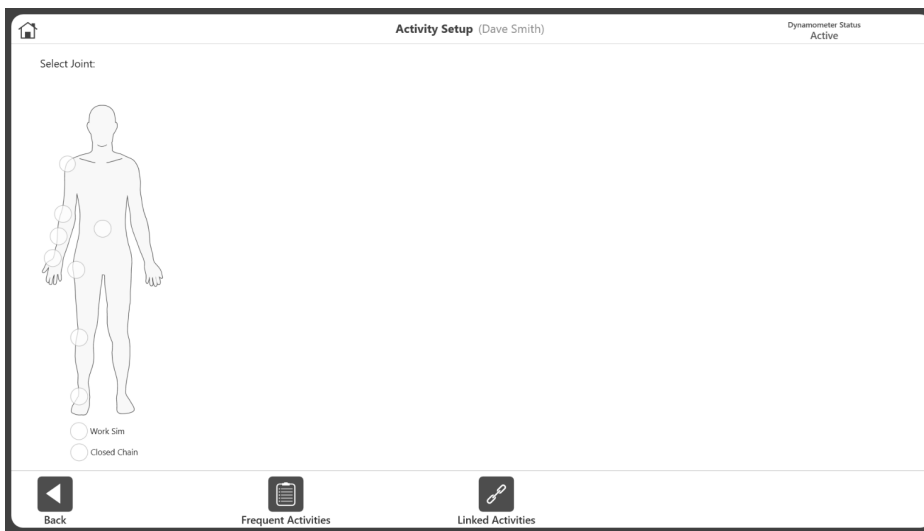 Activity Setup (Dave Smith)
Dynamometer Status
Active
Select Joint:
Work Sim
Closed Chain
Back
Frequent Activities
Linked Activities